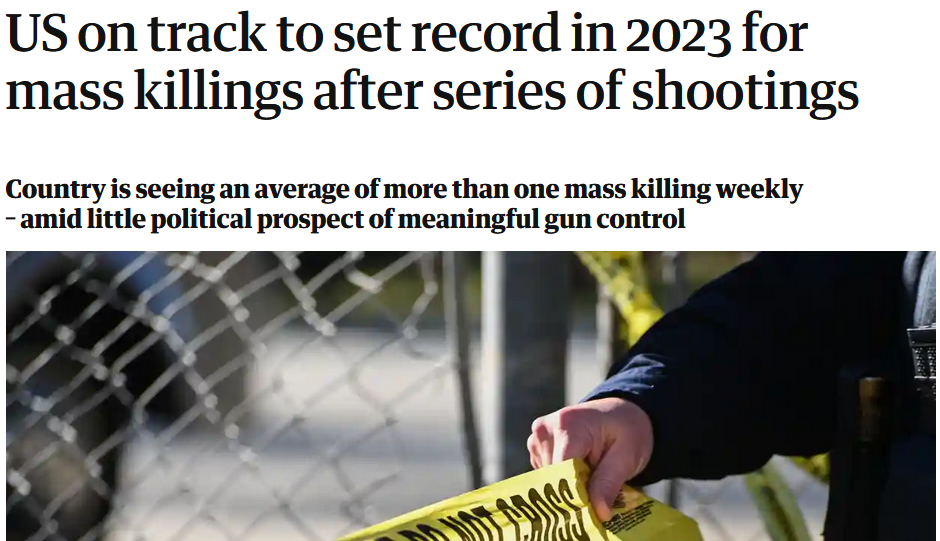 US on track to set record in 2023 for
mass killings after series of shootings
Country is seeing an average of more than one mass killing weekly
– amid little political prospect of meaningful gun control
DO NOT CROSS